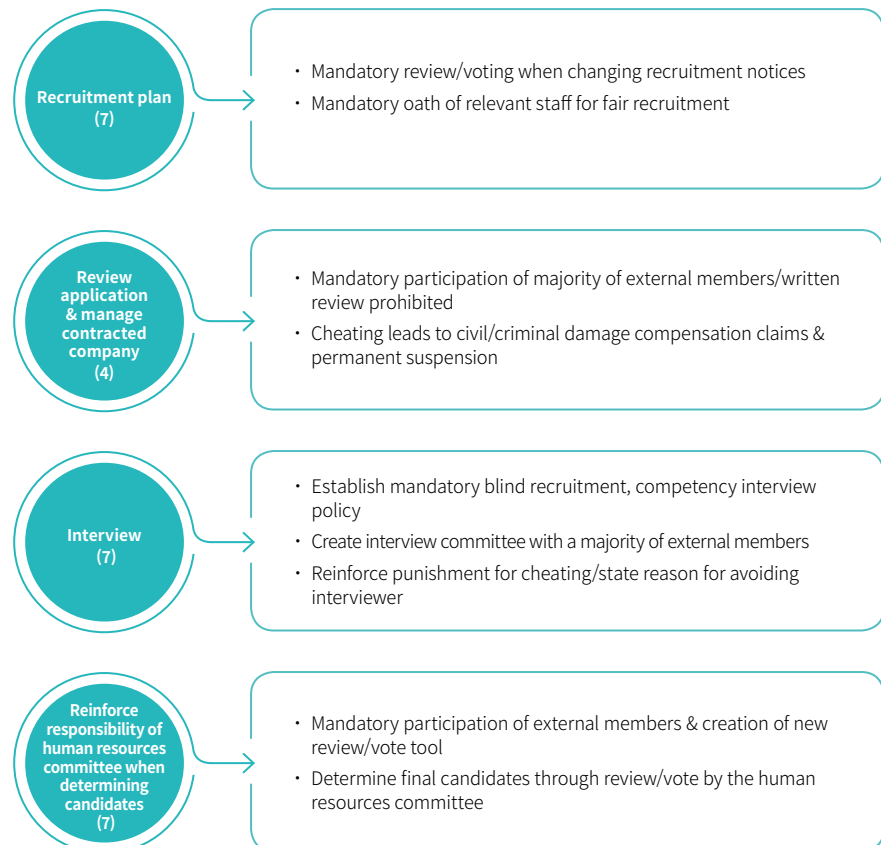 Recruitment plan
(7)
・ Mandatory review/voting when changing recruitment notices
・ Mandatory oath of relevant staff for fair recruitment
Review
application
& manage
contracted
company
(4)
・ Mandatory participation of majority of external members/written
review prohibited
・ Cheating leads to civil/criminal damage compensation claims &
permanent suspension
Interview
(7)
・ Establish mandatory blind recruitment, competency interview
policy
・ Create interview committee with a majority of external members
・ Reinforce punishment for cheating/state reason for avoiding
interviewer
Reinforce
responsibility of
human resources
committee when
determining
candidates
(7)
・ Mandatory participation of external members & creation of new
review/vote tool
・ Determine final candidates through review/vote by the human
resources committee